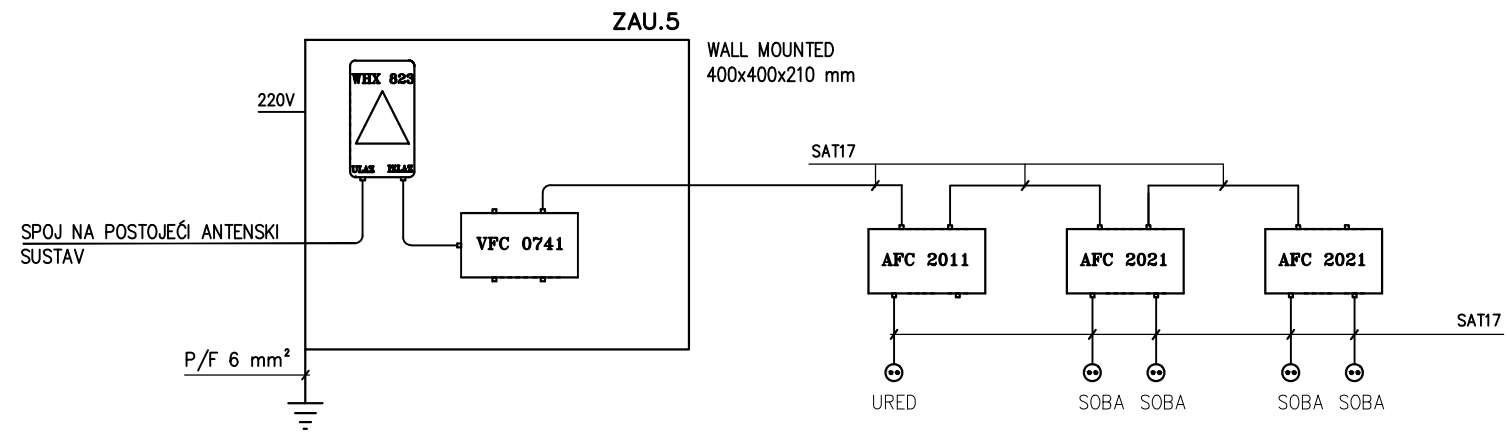 ZAU.5
WALL MOUNTED
400x400x210 mm
WHX 823
220V
ULAZ IZLAZ
SAT17
SPOJ NA POSTOJEĆI ANTENSKI
SUSTAV
VFC 0741
AFC 2011
AFC 2021
AFC 2021
SAT17
P/F 6 mm²
URED
SOBA
SOBA
SOBA
SOBA